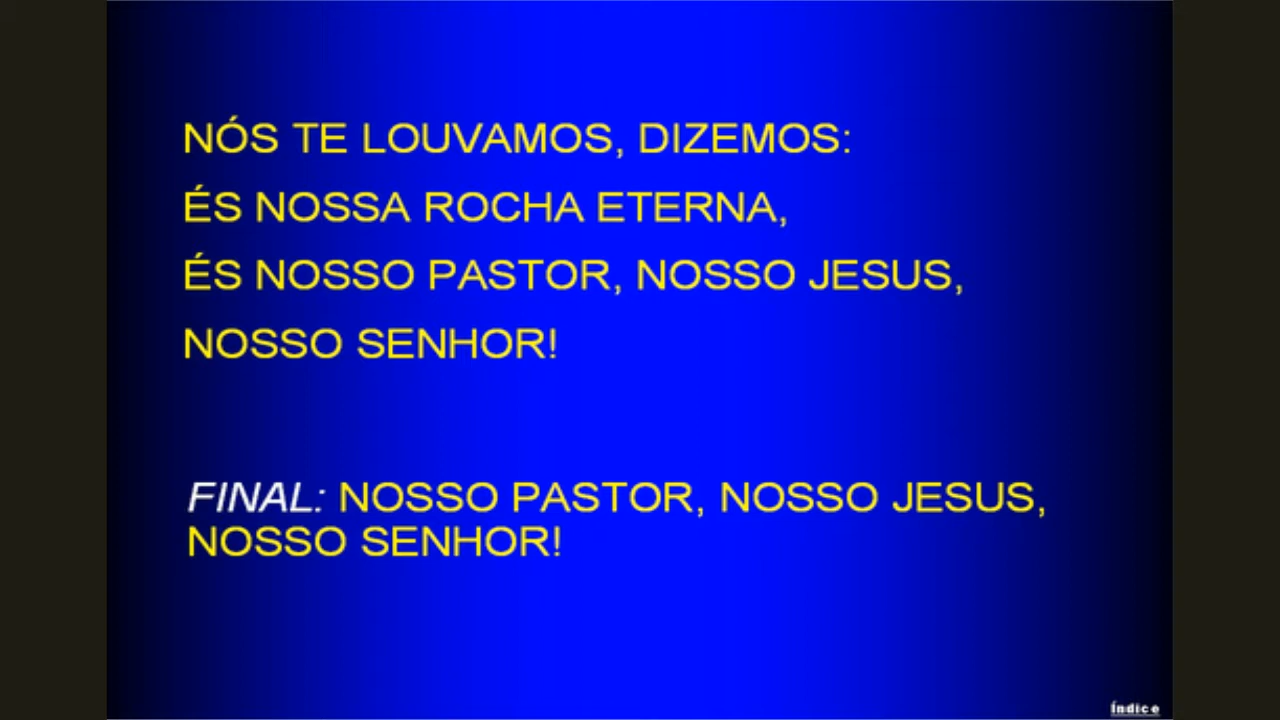 NÓS TE LOUVAMOS, DIZEMOS:
ÉS NOSSA ROCHA ETERNA,
ÉS NOSSO PASTOR, NOSSO JESUS,
NOSSO SENHOR!
FINAL: NOSSO PASTOR, NOSSO JESUS,
NOSSO SENHOR!
Índice